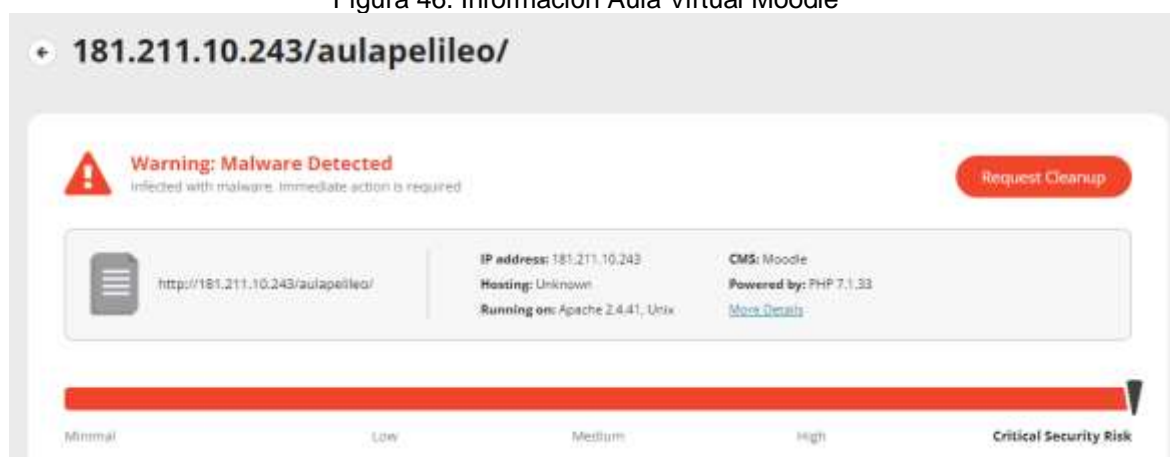 Figura 46. Información Aula Virtual Moodle
181.211.10.243/aulapelileo/
Warning: Malware Detected
Infected with malware. Immediate action is required
Request Cleanup
http://181.211.10.243/aulapelileo/
IP address: 181.211.10.243
Hosting: Unknown
Running on: Apache 2.4.41, Unix
CMS: Moodle
Powered by: PHP 7.1.33
More Details
Minimal Low Medium High Critical Security Risk